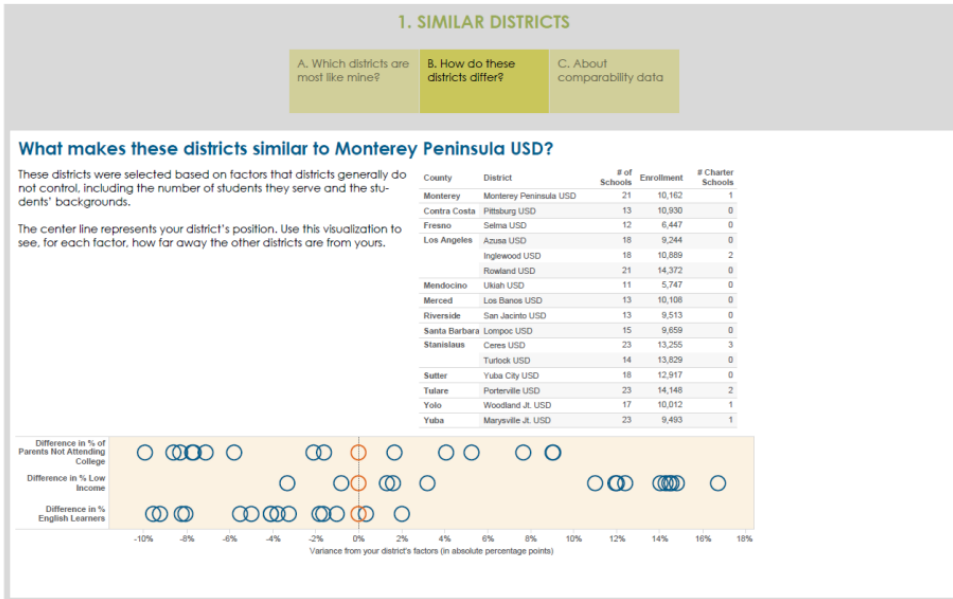 1. SIMILAR DISTRICTS
A. Which districts are
most like mine?
B. How do these
districts differ?
C. About
comparability data
What makes these districts similar to Monterey Peninsula USD?
These districts were selected based on factors that districts generally do
not control, including the number of students they serve and the stu-
dents' backgrounds.
The center line represents your district's position. Use this visualization to
see, for each factor, how far away the other districts are from yours.
County District # of Schools Enrollment # Charter Schools
Monterey Monterey Peninsula USD 21 10,162 1
Contra Costa Pittsburg USD 13 10,930 0
Fresno Selma USD 12 6,447 0
Los Angeles Azusa USD 18 9,244 0
Inglewood USD 18 10,889 2
Rowland USD 21 14,372 0
Mendocino Ukiah USD 11 5,747 0
Merced Los Banos USD 13 10,108 0
Riverside San Jacinto USD 13 9,513 0
Santa Barbara Lompoc USD 15 9,659 0
Stanislaus Ceres USD 23 13,255 3
Turlock USD 14 13,829 0
Sutter Yuba City USD 18 12,917 0
Tulare Porterville USD 23 14,148 2
Yolo Woodland Jt. USD 17 10,012 1
Yuba Marysville Jt. USD 23 9,493 1
Difference in % of
Parents Not Attending
College
Difference in % Low
Income
Difference in %
English Learners
-10% -8% -6% -4% -2% 0% 2% 4% 6% 8% 10% 12% 14% 16% 18%
Variance from your district's factors (in absolute percentage points)